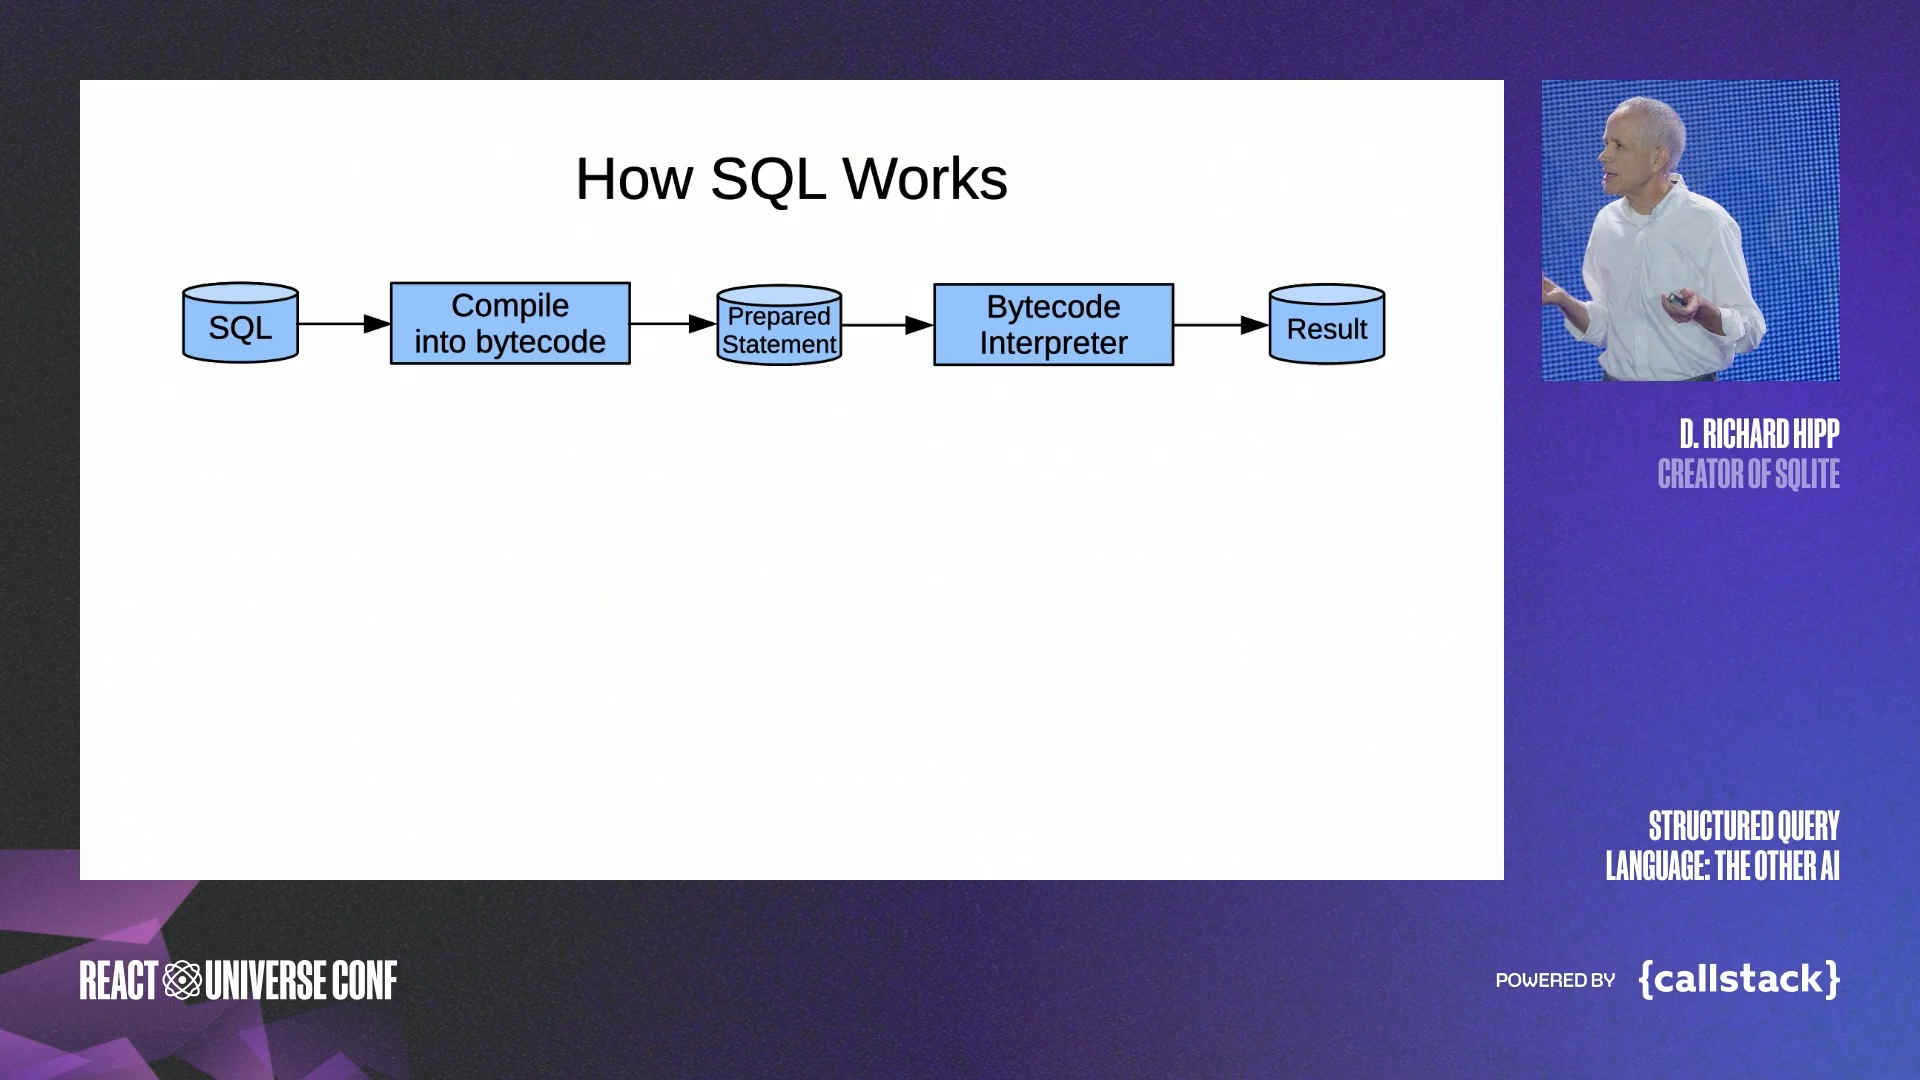 How SQL Works
SQL
Compile
into bytecode
Prepared
Statement
Bytecode
Interpreter
Result
D. RICHARD HIPP
CREATOR OF SQLITE
STRUCTURED QUERY
LANGUAGE: THE OTHER AI
REACT UNIVERSE CONF
POWERED BY {callstack}